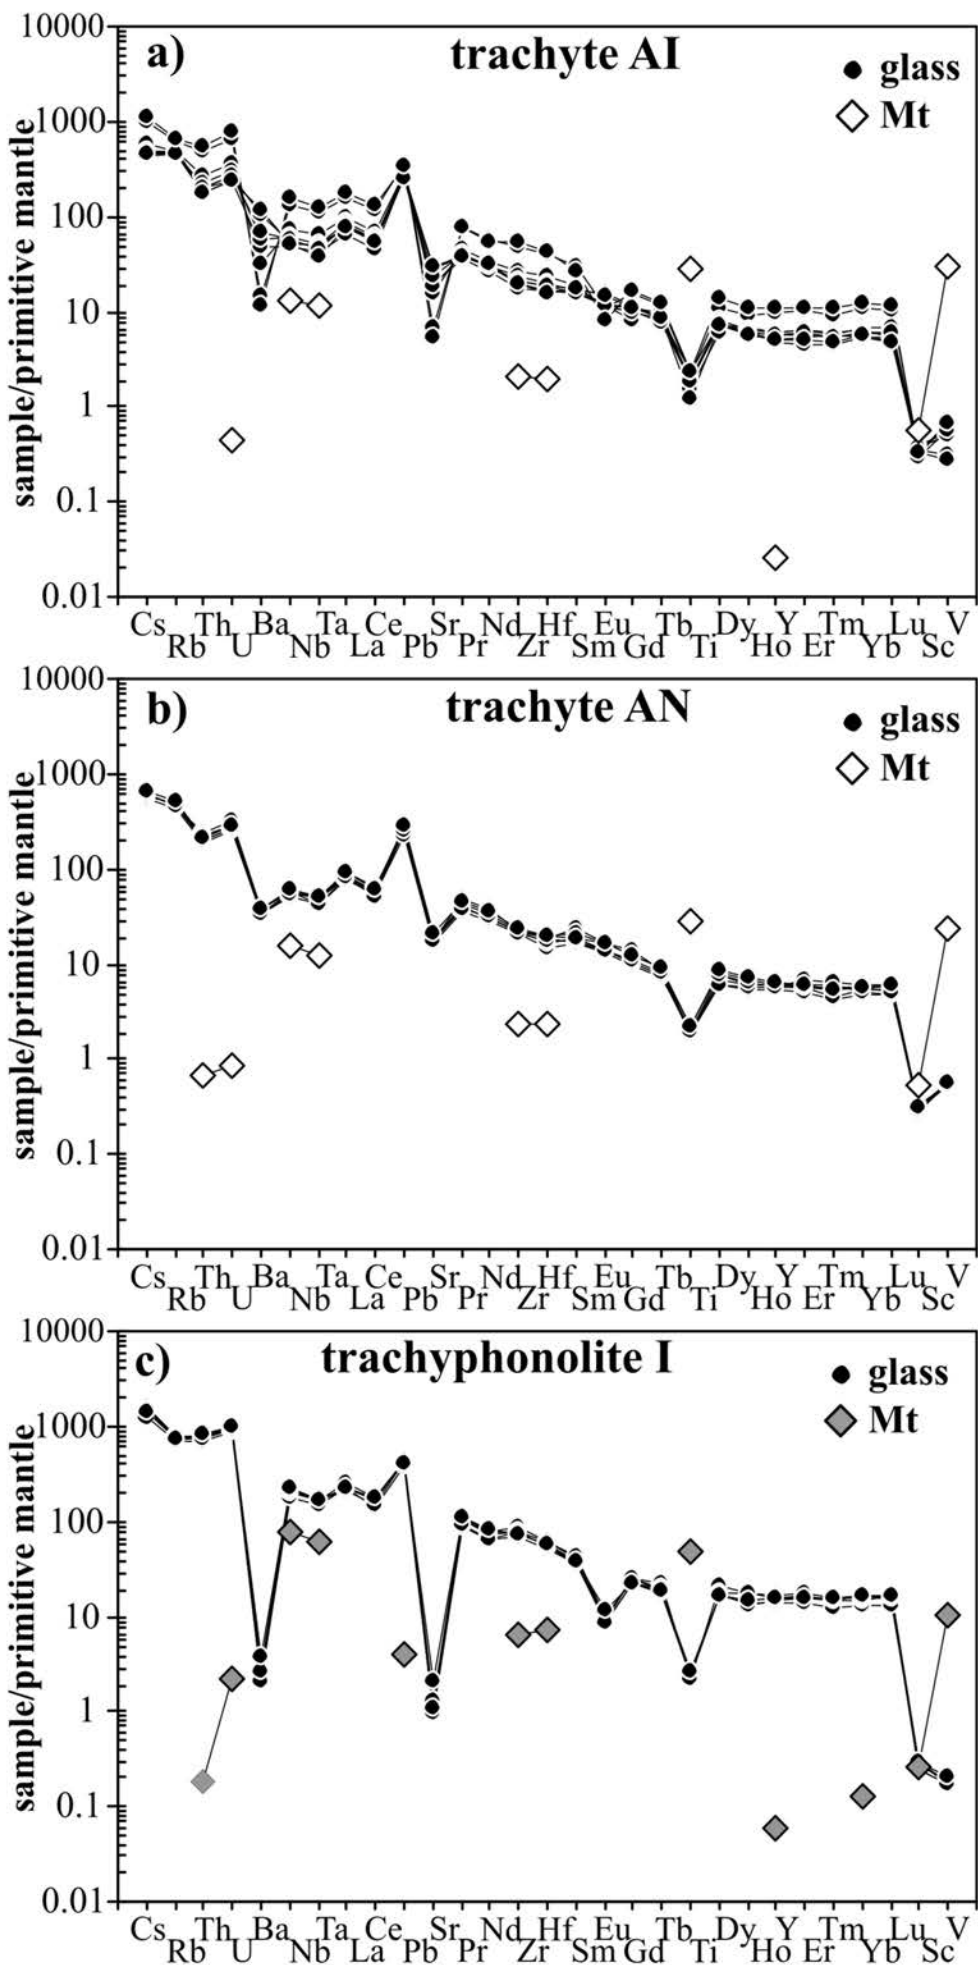 a) trachyte AI
glass
Mt
sample/primitive mantle
10000
1000
100
10
1
0.1
0.01
Cs Th Ba Ta Ce Sr Nd Hf Eu Tb Dy Y Tm Lu V
Rb U Nb La Pb Pr Zr Sm Gd Ti Ho Er Yb Sc
b) trachyte AN
glass
Mt
sample/primitive mantle
10000
1000
100
10
1
0.1
0.01
Cs Th Ba Ta Ce Sr Nd Hf Eu Tb Dy Y Tm Lu V
Rb U Nb La Pb Pr Zr Sm Gd Ti Ho Er Yb Sc
c) trachyphonolite I
glass
Mt
sample/primitive mantle
10000
1000
100
10
1
0.1
0.01
Cs Th Ba Ta Ce Sr Nd Hf Eu Tb Dy Y Tm Lu V
Rb U Nb La Pb Pr Zr Sm Gd Ti Ho Er Yb Sc